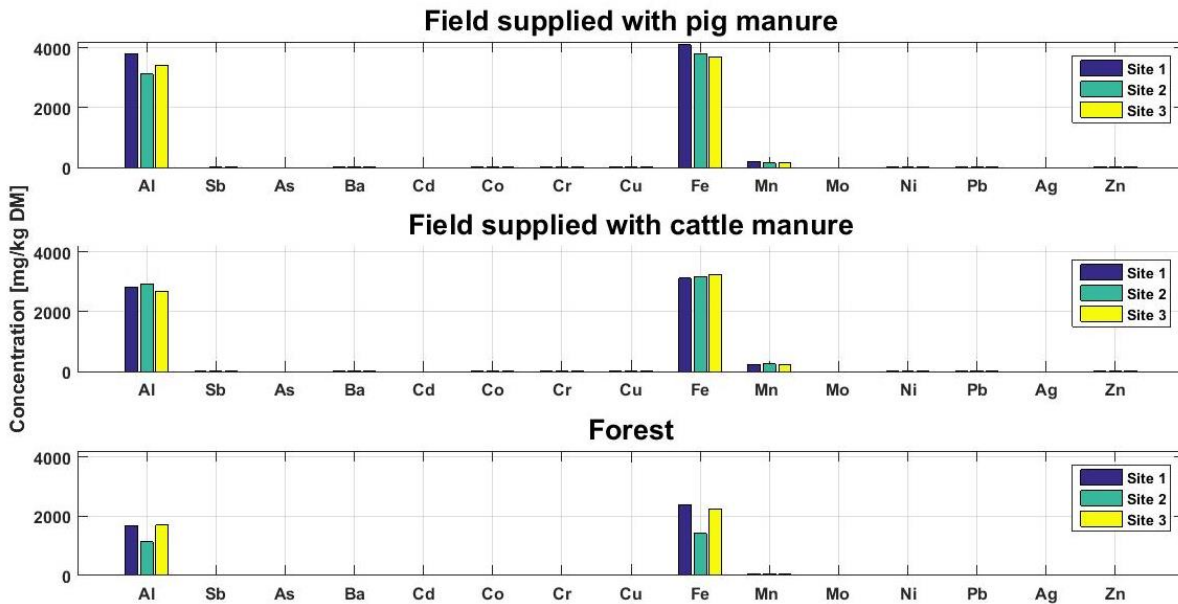 Field supplied with pig manure
4000
2000
0
Site 1
Site 2
Site 3
Al Sb As Ba Cd Co Cr Cu Fe Mn Mo Ni Pb Ag Zn
Concentration [mg/kg DM]
Field supplied with cattle manure
4000
2000
0
Site 1
Site 2
Site 3
Al Sb As Ba Cd Co Cr Cu Fe Mn Mo Ni Pb Ag Zn
Forest
4000
2000
0
Site 1
Site 2
Site 3
Al Sb As Ba Cd Co Cr Cu Fe Mn Mo Ni Pb Ag Zn